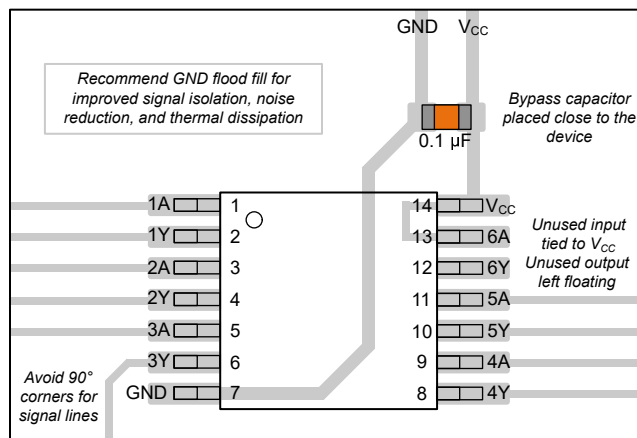 GND VCC
Recommend GND flood fill for
improved signal isolation, noise
reduction, and thermal dissipation
Bypass capacitor
placed close to the
device
0.1 µF
1A 1 14 VCC
1Y 2 13 6A
2A 3 12 6Y
2Y 4 11 5A
3A 5 10 5Y
3Y 6 9 4A
GND 7 8 4Y
Unused input
tied to VCC
Unused output
left floating
Avoid 90°
corners for
signal lines